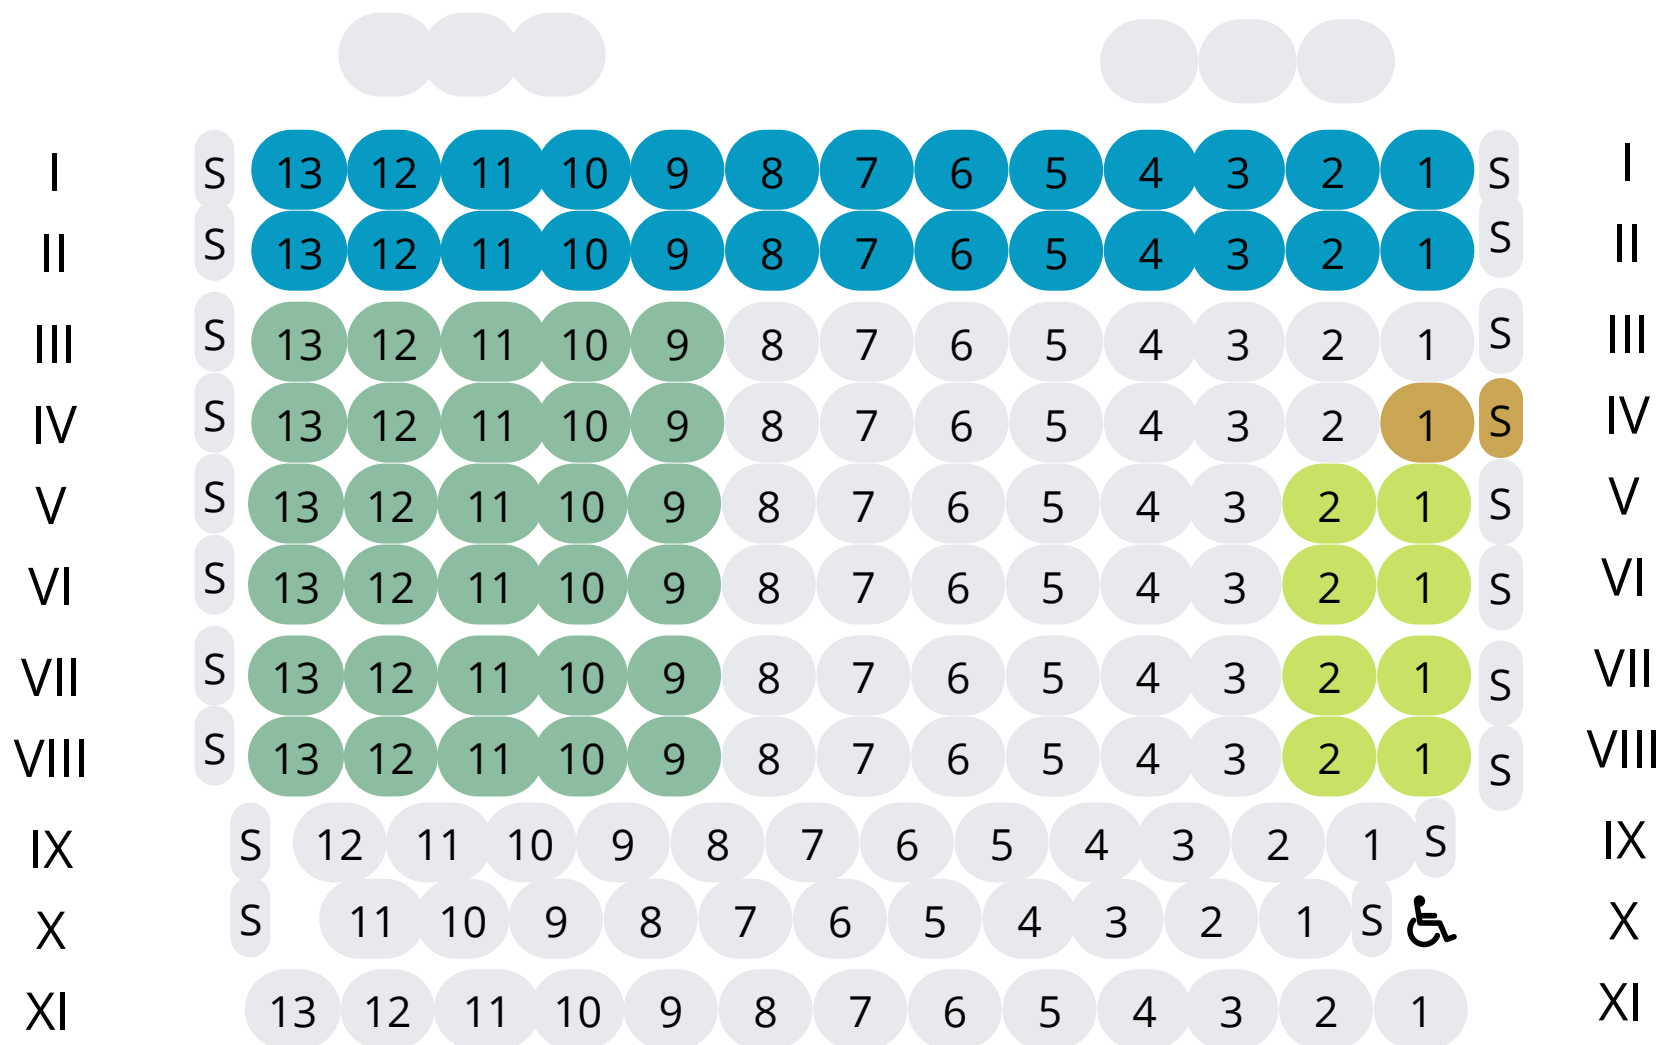 I S 13 12 11 10 9 8 7 6 5 4 3 2 1 S I
II S 13 12 11 10 9 8 7 6 5 4 3 2 1 S II
III S 13 12 11 10 9 8 7 6 5 4 3 2 1 S III
IV S 13 12 11 10 9 8 7 6 5 4 3 2 1 S IV
V S 13 12 11 10 9 8 7 6 5 4 3 2 1 S V
VI S 13 12 11 10 9 8 7 6 5 4 3 2 1 S VI
VII S 13 12 11 10 9 8 7 6 5 4 3 2 1 S VII
VIII S 13 12 11 10 9 8 7 6 5 4 3 2 1 S VIII
IX S 12 11 10 9 8 7 6 5 4 3 2 1 S IX
X S 11 10 9 8 7 6 5 4 3 2 1 S X
XI 13 12 11 10 9 8 7 6 5 4 3 2 1 XI